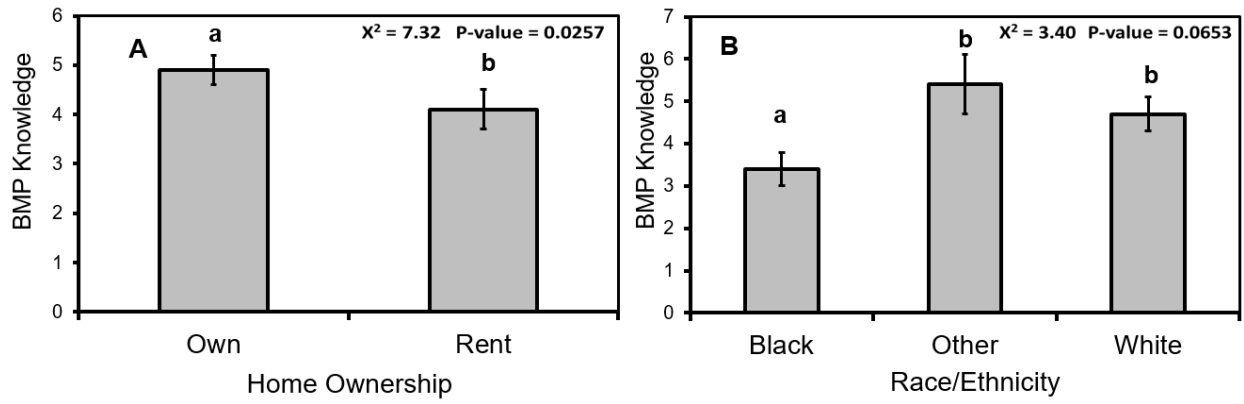 A
X² = 7.32 P-value = 0.0257
a
b
BMP Knowledge
6
5
4
3
2
1
0
Own Rent
Home Ownership
B
X² = 3.40 P-value = 0.0653
a
b
b
BMP Knowledge
7
6
5
4
3
2
1
0
Black Other White
Race/Ethnicity